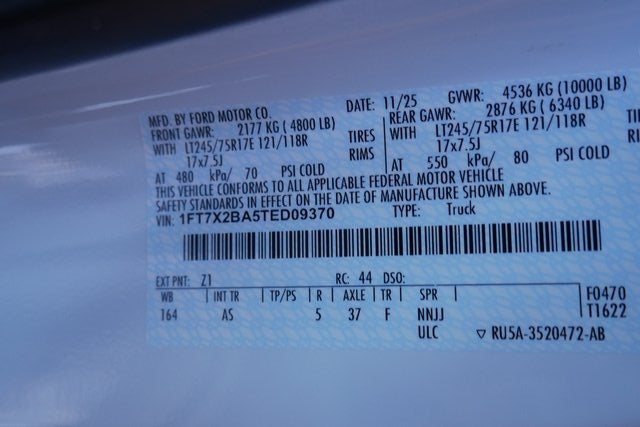 MFD. BY FORD MOTOR CO. DATE: 11/25 GVWR: 4536 KG (10000 LB)
FRONT GAWR: 2177 KG ( 4800 LB) REAR GAWR: 2876 KG ( 6340 LB)
WITH LT245/75R17E 121/118R TIRES WITH LT245/75R17E 121/118R
17x7.5J RIMS 17x7.5J
AT 480 kPa/ 70 PSI COLD AT 550 kPa/ 80 PSI COLD
THIS VEHICLE CONFORMS TO ALL APPLICABLE FEDERAL MOTOR VEHICLE
SAFETY STANDARDS IN EFFECT ON THE DATE OF MANUFACTURE SHOWN ABOVE.
VIN: 1FT7X2BA5TED09370 TYPE: Truck
EXT PNT: Z1 RC: 44 DSO:
WB | INT TR | TP/PS | R | AXLE | TR | SPR | F0470
164 AS 5 37 F NNJJ T1622
ULC ▽ RU5A-3520472-AB